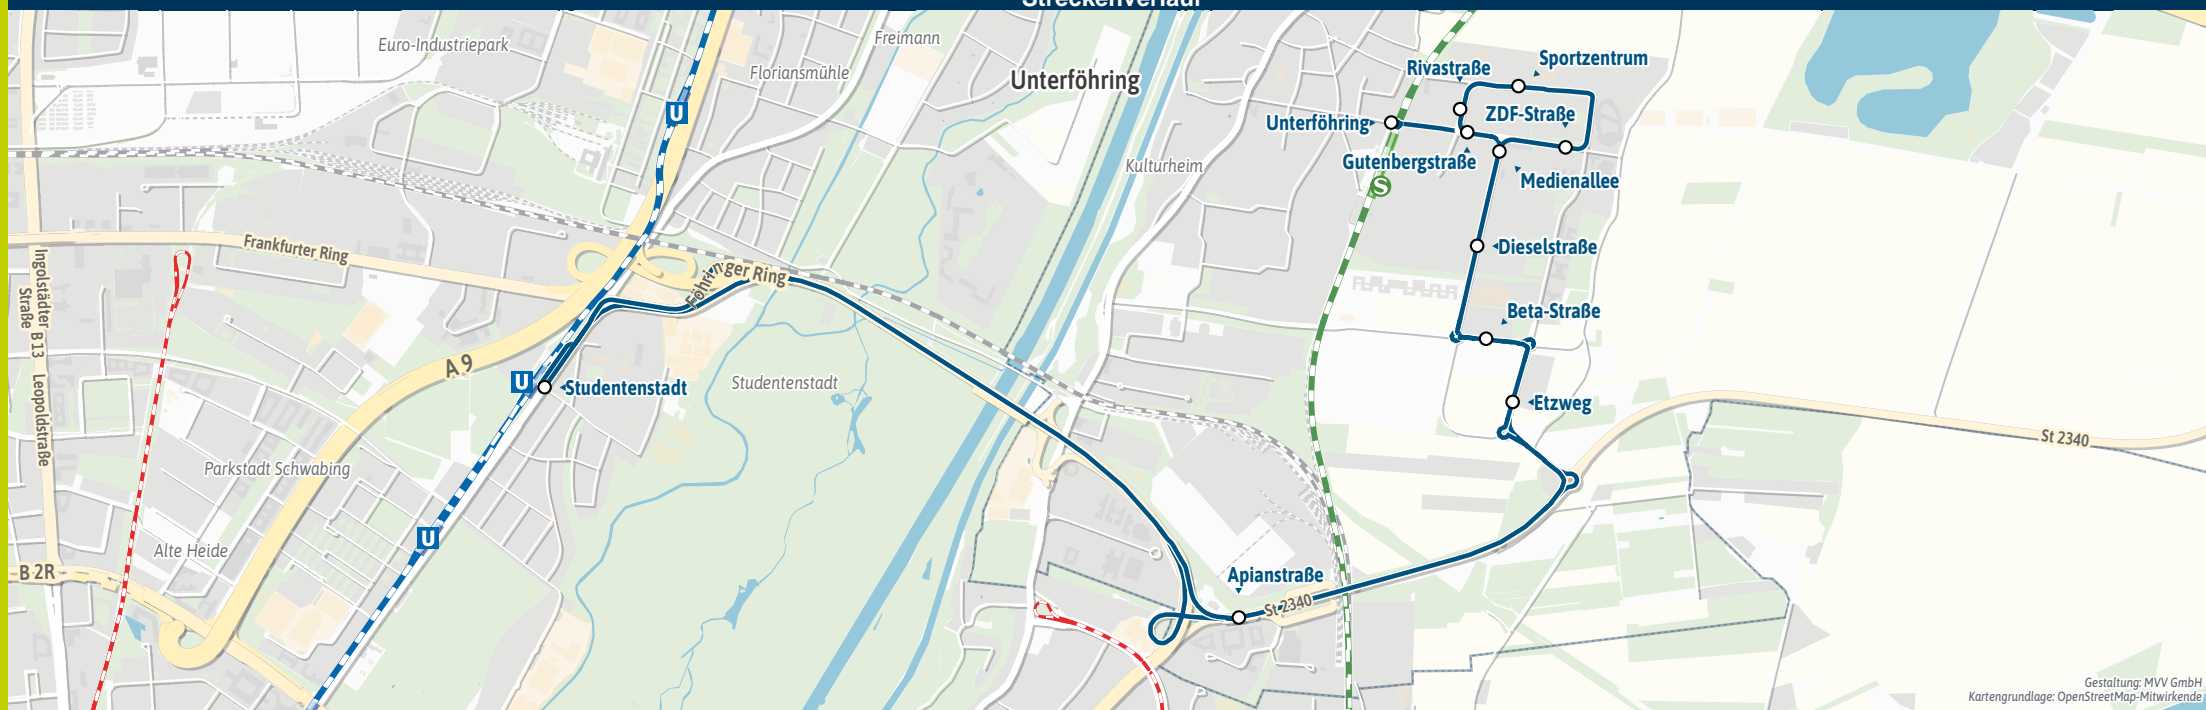 Streckenverlauf
Euro-Industriepark
Freimann
Floriansmühle
Unterföhring
Rivastraße
Sportzentrum
U
Unterföhring
ZDF-Straße
Gutenbergstraße
Kulturheim
Medienallee
S
Frankfurter Ring
Ingolstädter
Straße
B 13
Leopoldstraße
Föhringer Ring
Dieselstraße
Beta-Straße
A 9
U
Studentenstadt
Studentenstadt
Etzweg
St 2340
Parkstadt Schwabing
U
Alte Heide
B 2R
Apianstraße
St 2340
Gestaltung: MVV GmbH
Kartengrundlage: OpenStreetMap-Mitwirkende